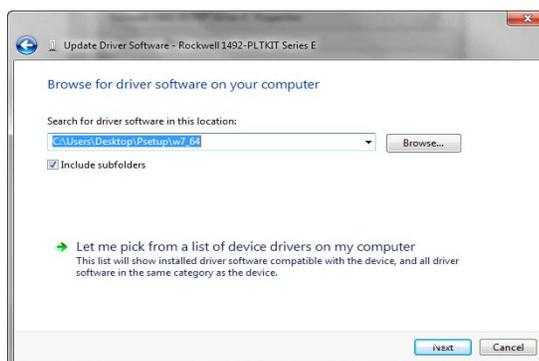 Update Driver Software - Rockwell 1492-PLTKIT Series E
Browse for driver software on your computer
Search for driver software in this location:
C:\Users\Desktop\Psetup\w7_64
Browse...
Include subfolders
Let me pick from a list of device drivers on my computer
This list will show installed driver software compatible with the device, and all driver
software in the same category as the device.
Next
Cancel